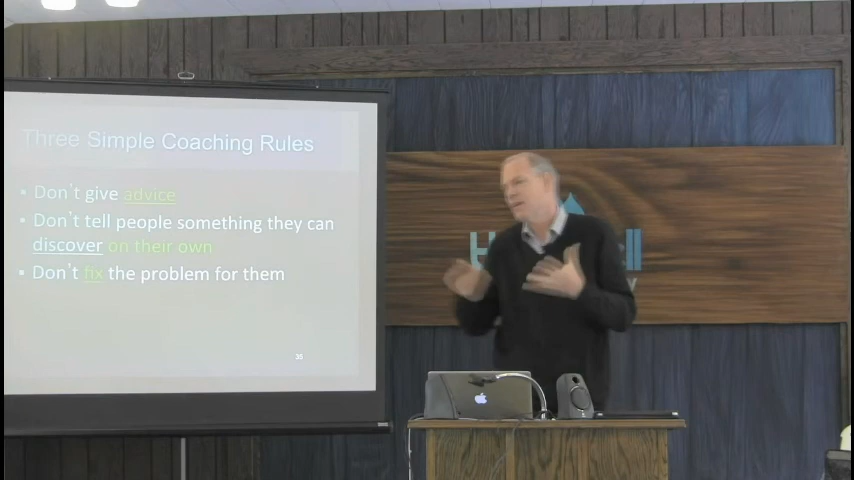 Three Simple Coaching Rules
▪ Don't give advice
▪ Don't tell people something they can
discover on their own
▪ Don't fix the problem for them
36